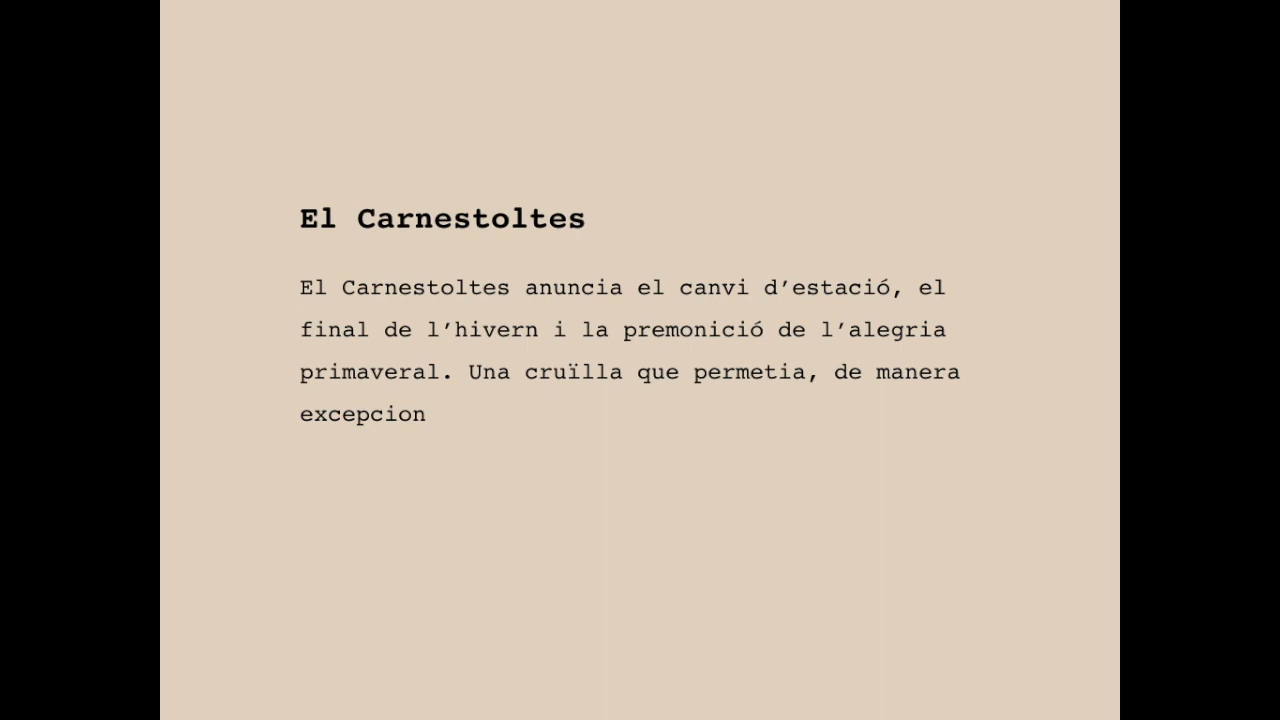 El Carnestoltes
El Carnestoltes anuncia el canvi d’estació, el
final de l’hivern i la premonició de l’alegria
primaveral. Una cruïlla que permetia, de manera
excepcion